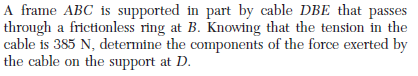 A frame ABC is supported in part by cable DBE that passes
through a frictionless ring at B. Knowing that the tension in the
cable is 385 N, determine the components of the force exerted by
the cable on the support at D.